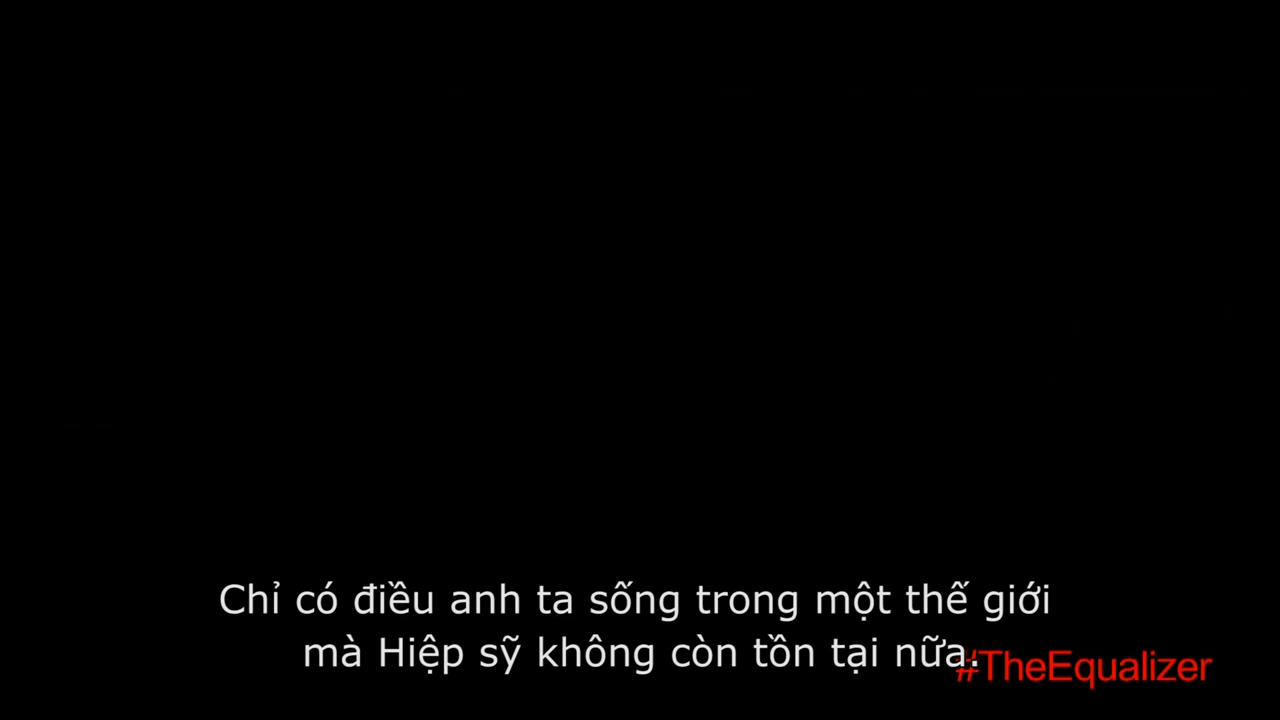 Chỉ có điều anh ta sống trong một thế giới
mà Hiệp sỹ không còn tồn tại nữa.
#TheEqualizer